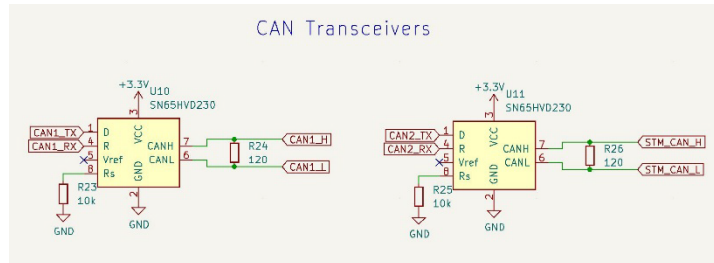 CAN Transceivers
+3.3V
U10
SN65HVD230
CAN1_TX
1
D
CAN1_RX
4
R
5
Vref
8
Rs
3
VCC
GND
2
CANH
7
CANL
6
R24
120
CAN1_H
CAN1_L
R23
10k
GND
GND
+3.3V
U11
SN65HVD230
CAN2_TX
1
D
CAN2_RX
4
R
5
Vref
8
Rs
3
VCC
GND
2
CANH
7
CANL
6
R26
120
STM_CAN_H
STM_CAN_L
R25
10k
GND
GND